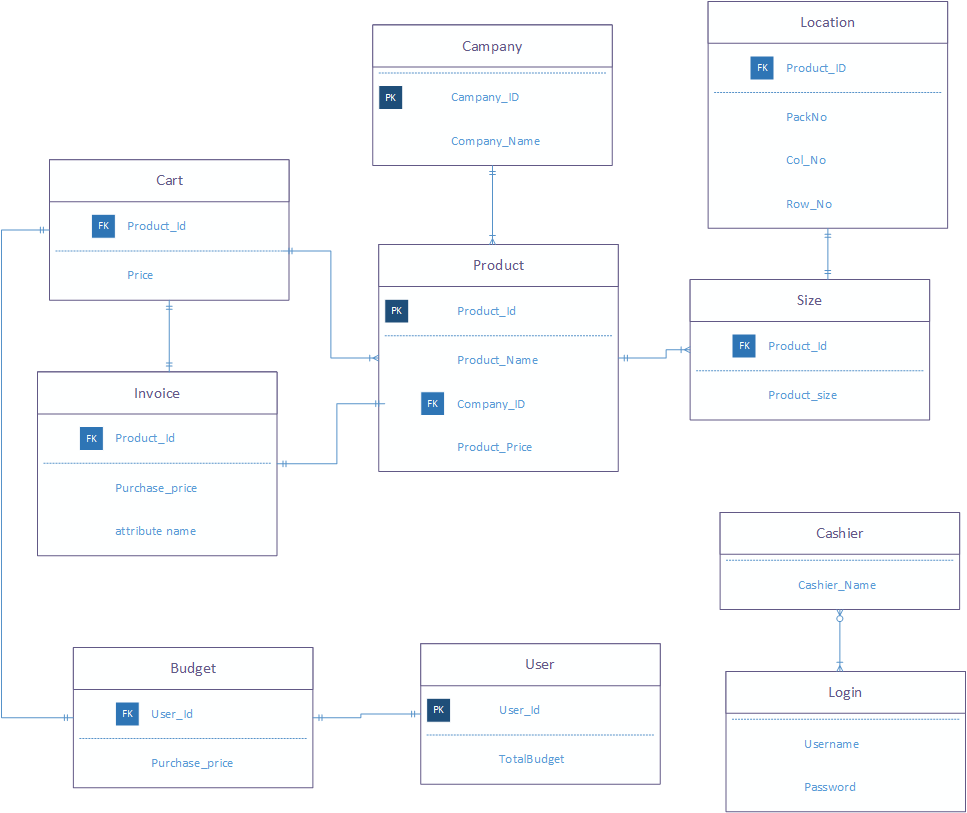 Campany
PK Campany_ID
Company_Name
Location
FK Product_ID
PackNo
Col_No
Row_No
Cart
FK Product_Id
Price
Product
PK Product_Id
Product_Name
FK Company_ID
Product_Price
Size
FK Product_Id
Product_size
Invoice
FK Product_Id
Purchase_price
attribute name
Cashier
Cashier_Name
Budget
FK User_Id
Purchase_price
User
PK User_Id
TotalBudget
Login
Username
Password